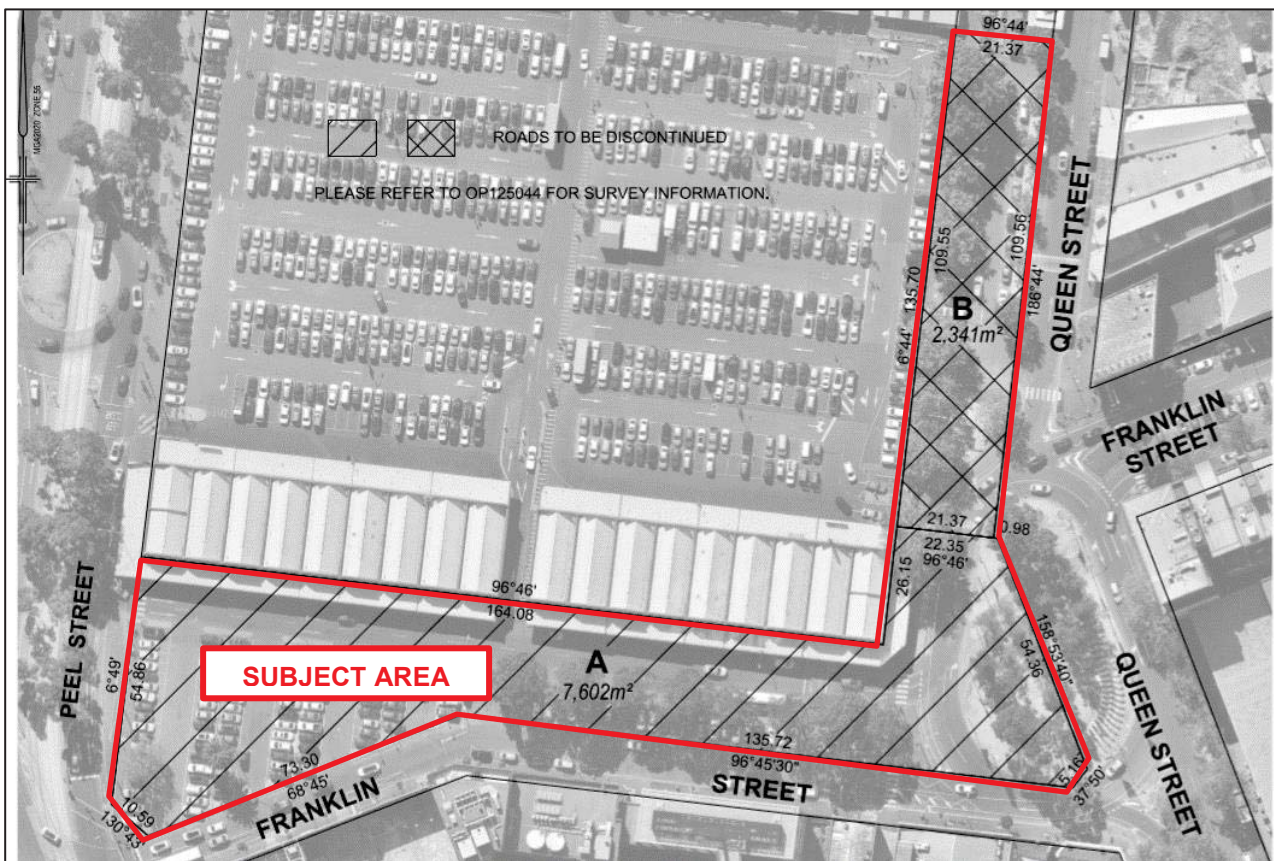 MGA2020 ZONE 55
96°44'
21.37
ROADS TO BE DISCONTINUED
PLEASE REFER TO OP125044 FOR SURVEY INFORMATION.
QUEEN STREET
109.55
135.70
6°44'
109.56
186°44'
B
2,341m²
FRANKLIN
STREET
21.37
0.98
22.35
96°46'
26.15
96°46'
164.08
PEEL STREET
6°49'
54.86
SUBJECT AREA
A
7,602m²
158°53'40"
54.36
QUEEN STREET
135.72
96°45'30"
5.16
37°50'
73.30
68°45'
FRANKLIN
STREET
10.59
130°43'